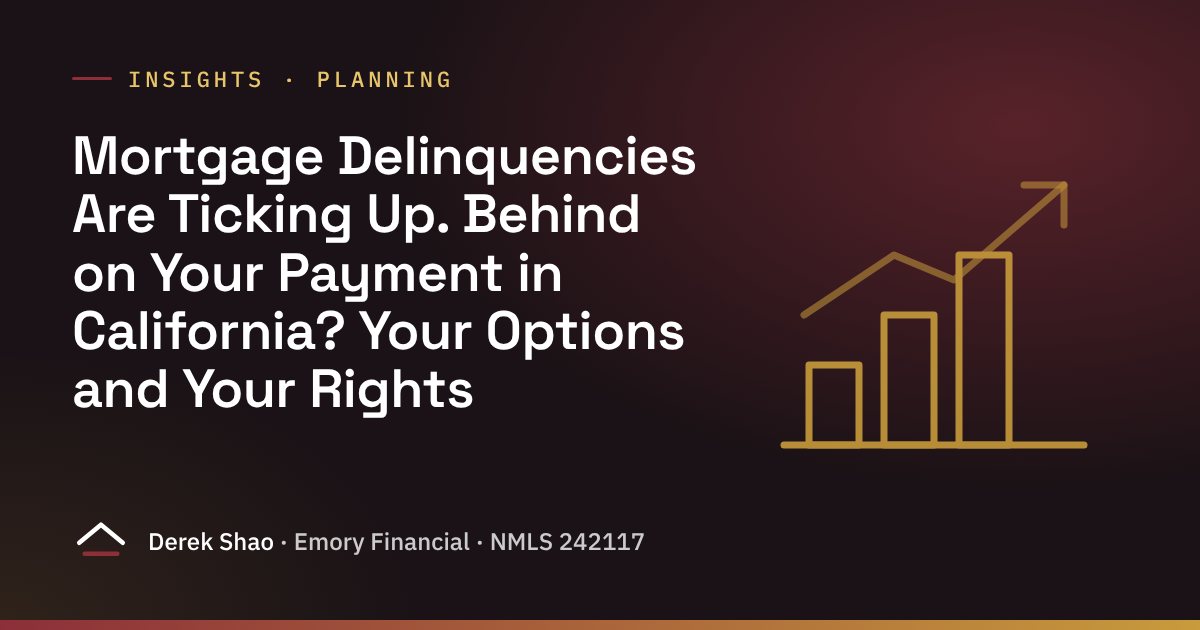 INSIGHTS · PLANNING
Mortgage Delinquencies
Are Ticking Up. Behind
on Your Payment in
California? Your Options
and Your Rights
Derek Shao · Emory Financial · NMLS 242117